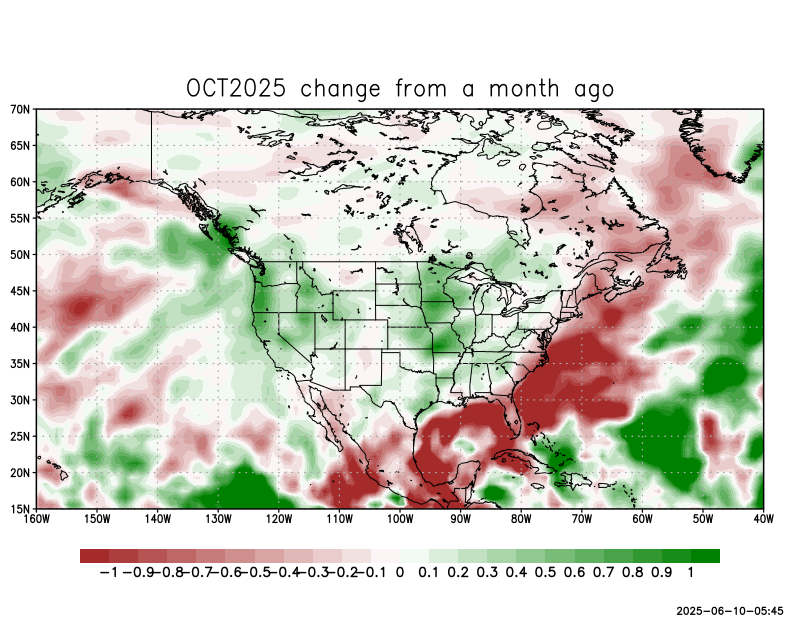 OCT2025 change from a month ago
70N
65N
60N
55N
50N
45N
40N
35N
30N
25N
20N
15N
160W 150W 140W 130W 120W 110W 100W 90W 80W 70W 60W 50W 40W
-1 -0.9 -0.8 -0.7 -0.6 -0.5 -0.4 -0.3 -0.2 -0.1 0 0.1 0.2 0.3 0.4 0.5 0.6 0.7 0.8 0.9 1
2025-06-10-05:45